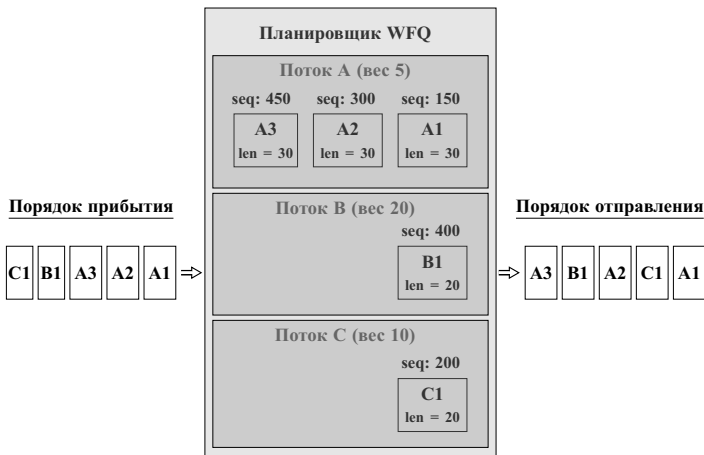 Планировщик WFQ
Поток A (вес 5)
seq: 450 seq: 300 seq: 150
A3 A2 A1
len = 30 len = 30 len = 30
Порядок прибытия
C1 B1 A3 A2 A1
Поток B (вес 20)
seq: 400
B1
len = 20
Поток C (вес 10)
seq: 200
C1
len = 20
Порядок отправления
A3 B1 A2 C1 A1